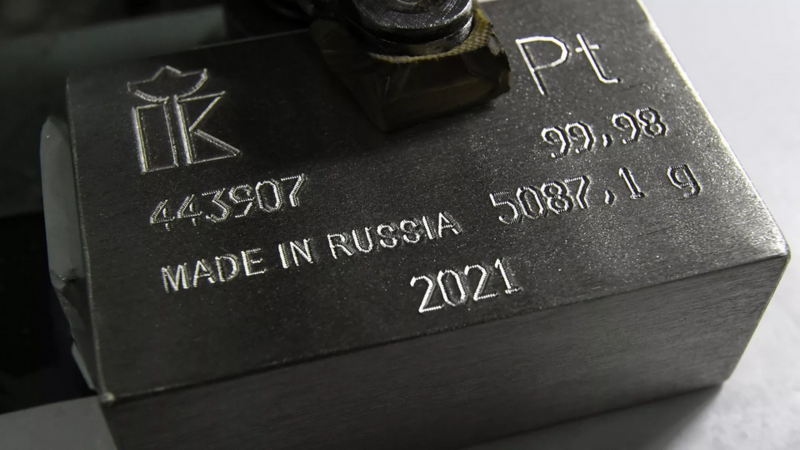 Pt
99,98
443907 5087,1 g
MADE IN RUSSIA
2021